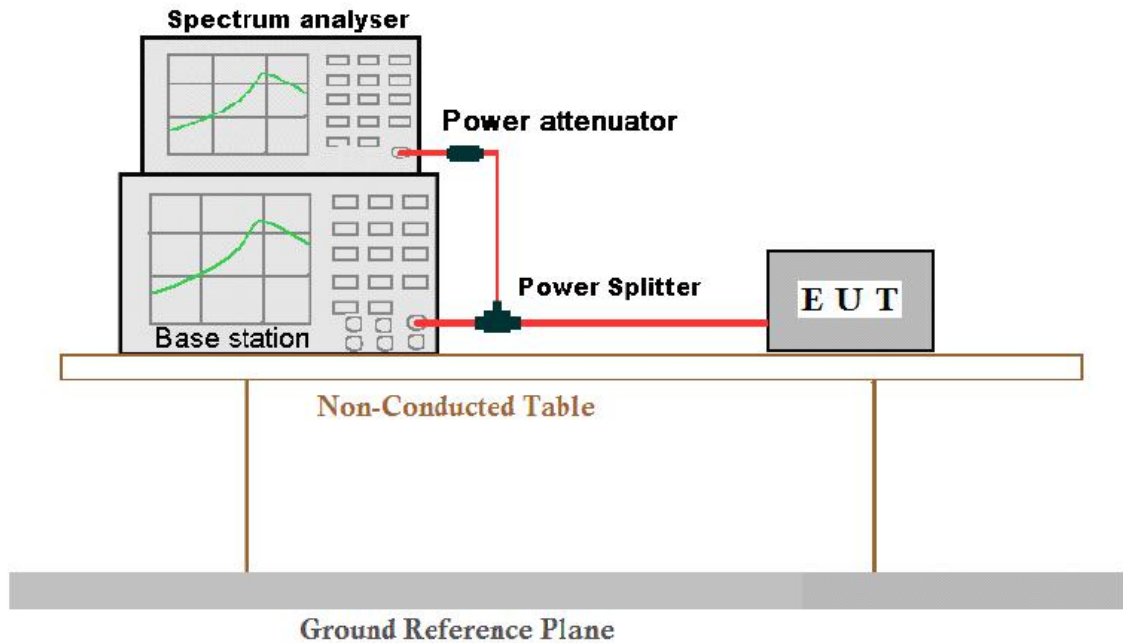 Spectrum analyser
Power attenuator
Power Splitter
E U T
Base station
Non-Conducted Table
Ground Reference Plane